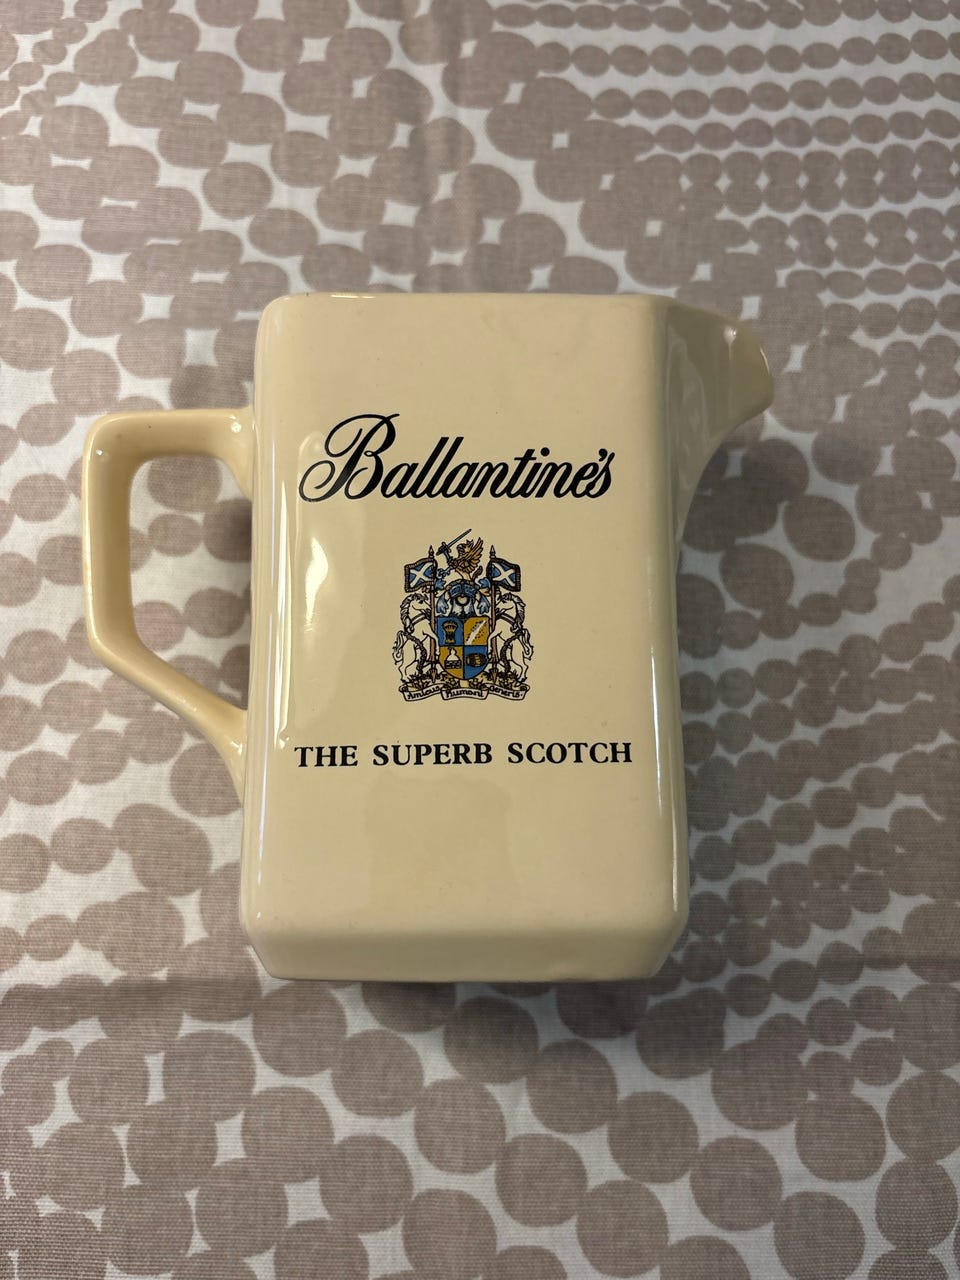 Ballantine's
Amicus Humani Generis
THE SUPERB SCOTCH